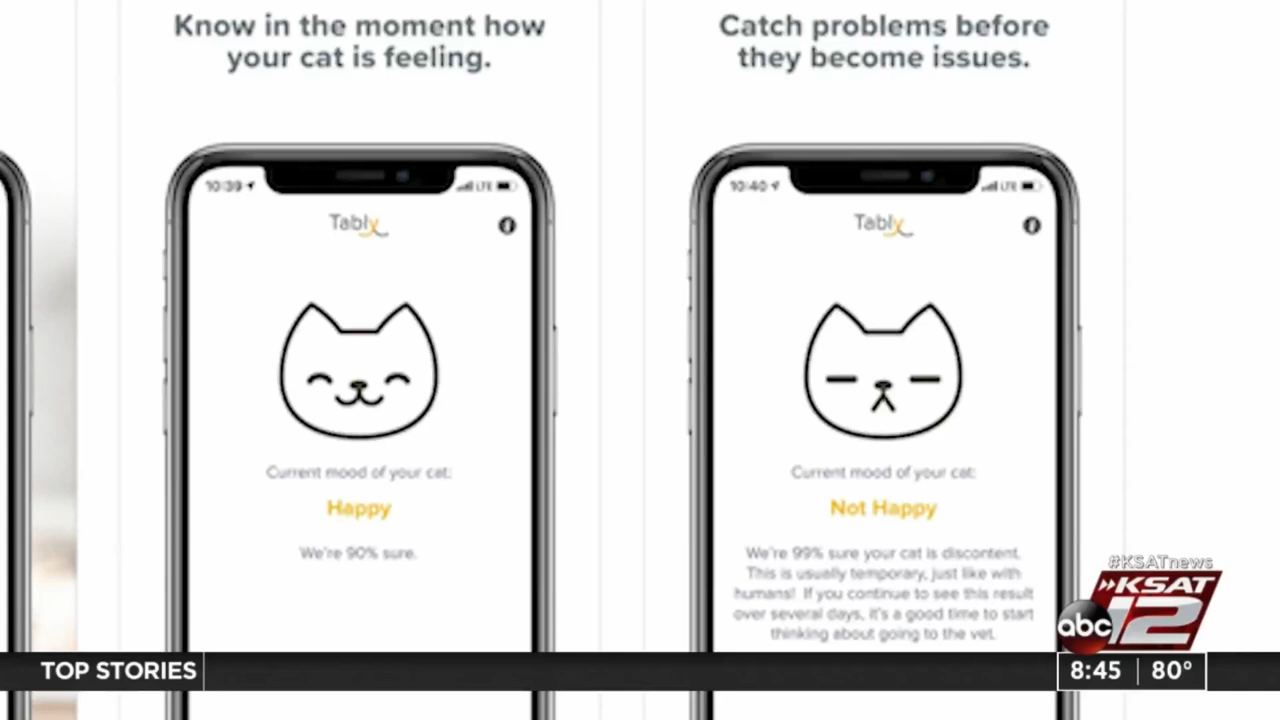 Know in the moment how
your cat is feeling.
10:39
LTE
Tably
Current mood of your cat:
Happy
We're 90% sure.
Catch problems before
they become issues.
10:40
LTE
Tably
Current mood of your cat:
Not Happy
We're 99% sure your cat is discontent.
This is usually temporary, just like with
humans! If you continue to see this result
over several days, it's a good time to start
thinking about going to the vet.
#KSATnews
KSAT
abc 12
TOP STORIES
8:45 80°